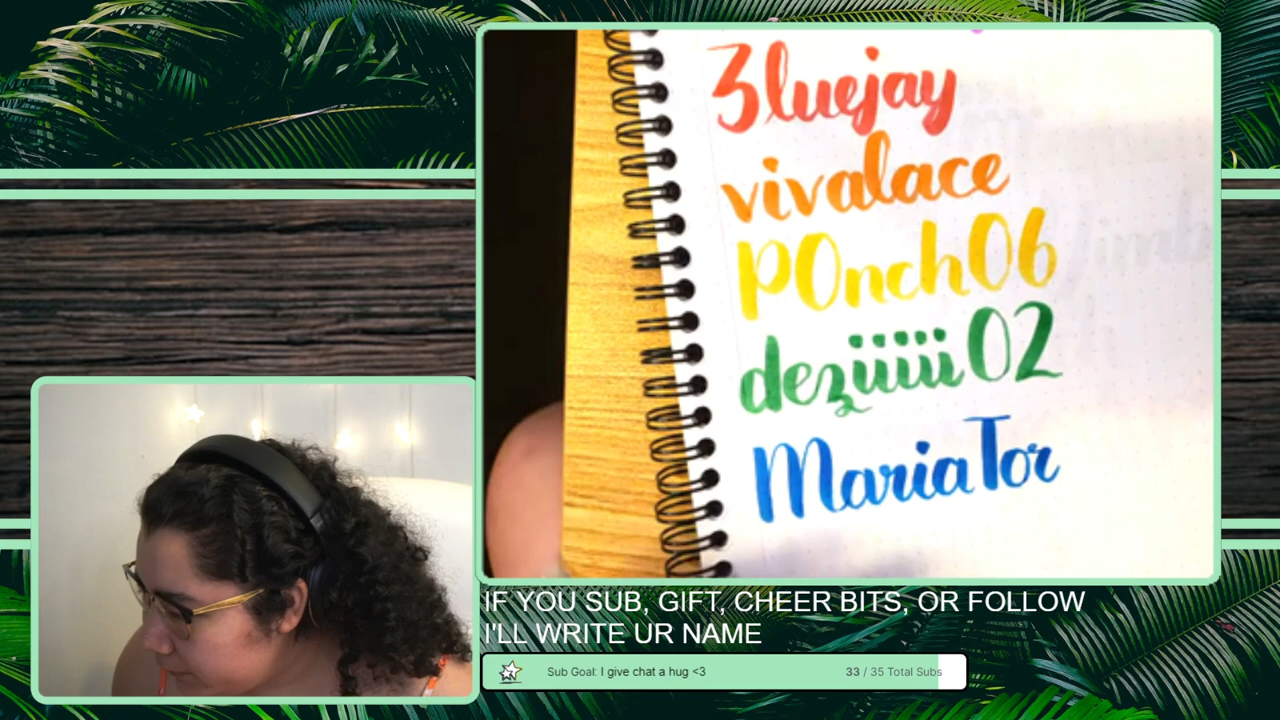 3luejay
vivalace
P0nch06
deziiiiii02
MariaTor
IF YOU SUB, GIFT, CHEER BITS, OR FOLLOW
I'LL WRITE UR NAME
Sub Goal: I give chat a hug <3
33 / 35 Total Subs